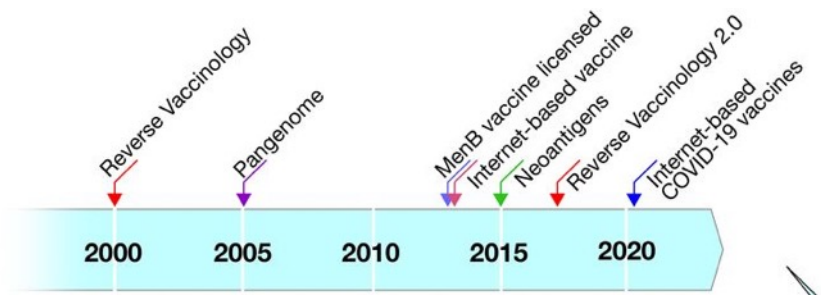 Reverse Vaccinology
Pangenome
MenB vaccine licensed
Internet-based vaccine
Neoantigens
Reverse Vaccinology 2.0
Internet-based
COVID-19 vaccines
2000
2005
2010
2015
2020